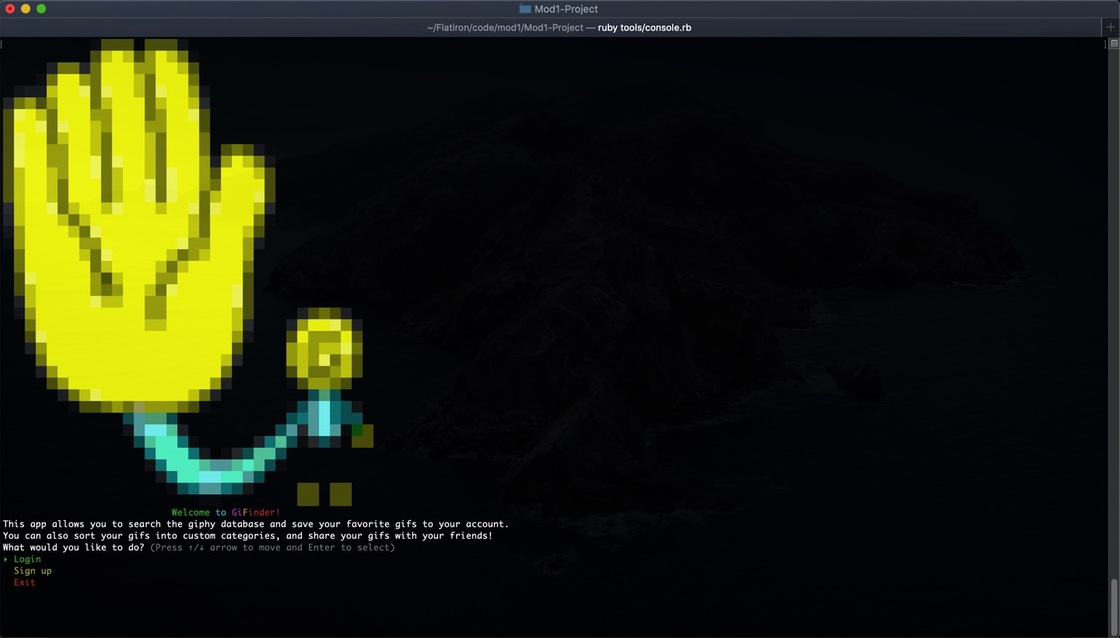 Mod1-Project
~/Flatiron/code/mod1/Mod1-Project — ruby tools/console.rb
Welcome to GiFinder!
This app allows you to search the giphy database and save your favorite gifs to your account.
You can also sort your gifs into custom categories, and share your gifs with your friends!
What would you like to do? (Press ↑/↓ arrow to move and Enter to select)
‣ Login
Sign up
Exit